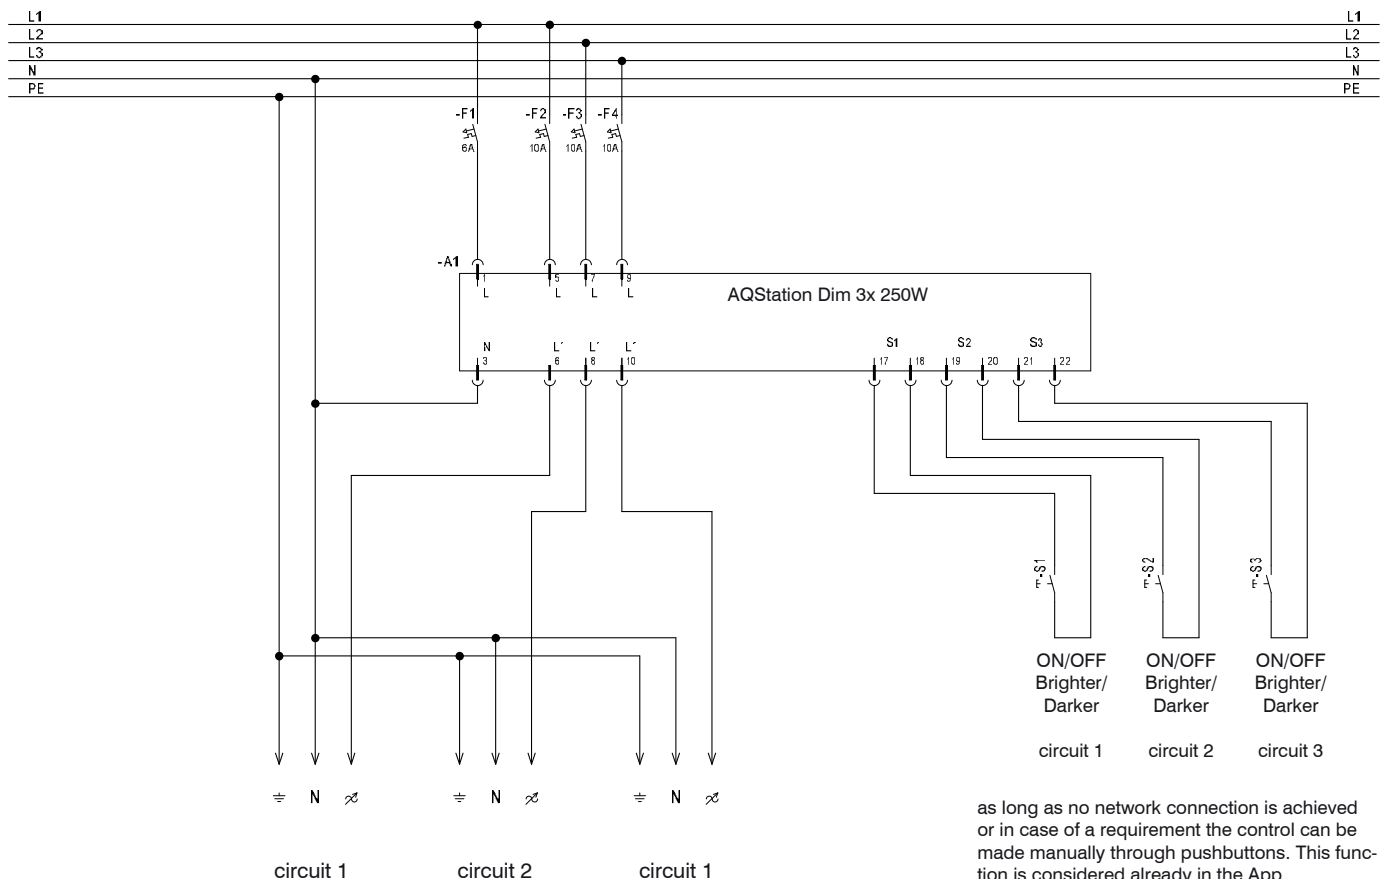 L1 L1
L2 L2
L3 L3
N N
PE PE
-F1 -F2 -F3 -F4
6A 10A 10A 10A
-A1
1 5 7 9
L L L L
AQStation Dim 3x 250W
N L´ L´ L´ S1 S2 S3
3 6 8 10 17 18 19 20 21 22
E -S1 E -S2 E -S3
ON/OFF ON/OFF ON/OFF
Brighter/ Brighter/ Brighter/
Darker Darker Darker
circuit 1 circuit 2 circuit 3
N N N
as long as no network connection is achieved
or in case of a requirement the control can be
made manually through pushbuttons. This func-
tion is considered already in the App.
circuit 1 circuit 2 circuit 1